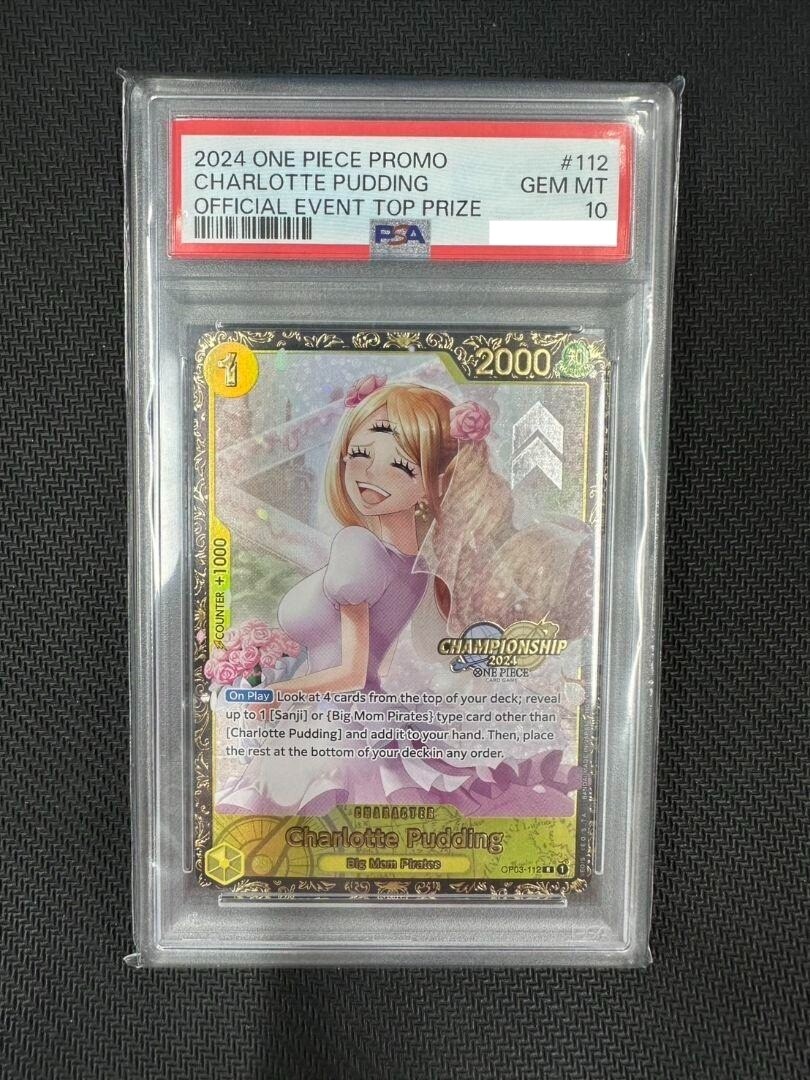 2024 ONE PIECE PROMO #112
CHARLOTTE PUDDING GEM MT
OFFICIAL EVENT TOP PRIZE 10
PSA
1
2000
COUNTER +1000
CHAMPIONSHIP
2024
ONE PIECE
CARD GAME
On Play Look at 4 cards from the top of your deck; reveal
up to 1 [Sanji] or {Big Mom Pirates} type card other than
[Charlotte Pudding] and add it to your hand. Then, place
the rest at the bottom of your deck in any order.
CHARACTER
Charlotte Pudding
Big Mom Pirates
OP03-112 R 1
PSA